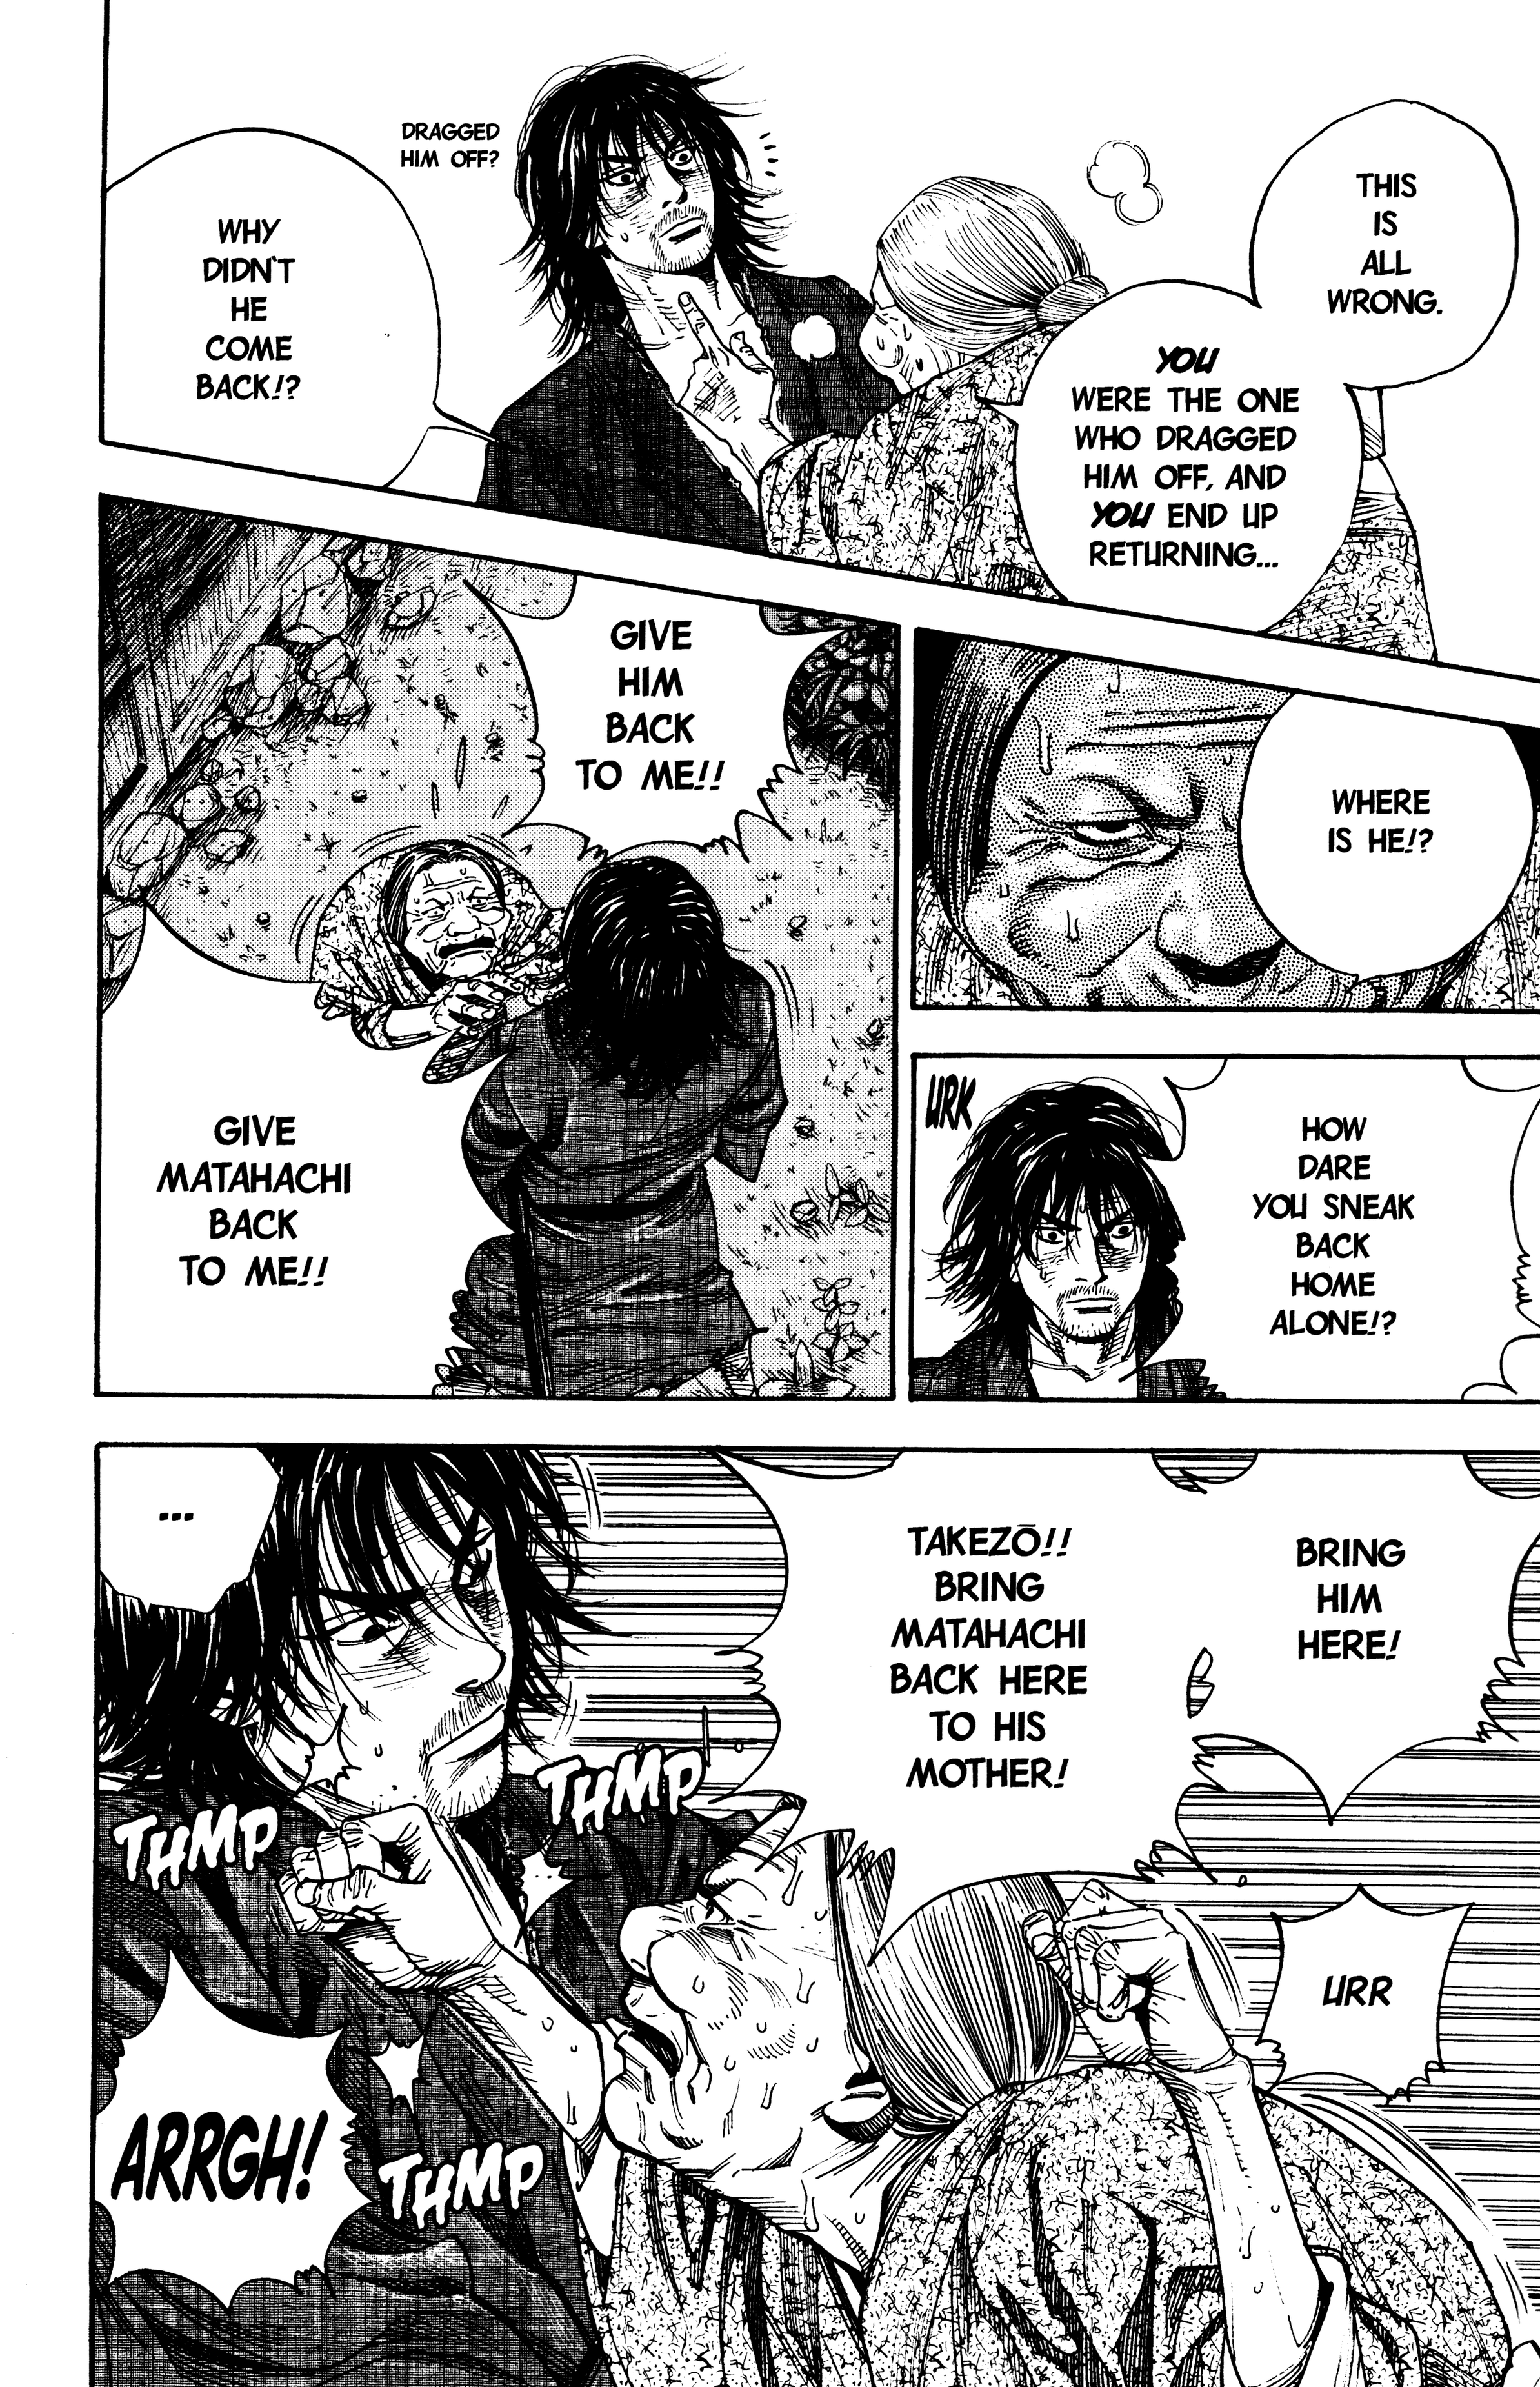 THIS
IS
ALL
WRONG.
YOU
WERE THE ONE
WHO DRAGGED
HIM OFF, AND
YOU END UP
RETURNING...
DRAGGED
HIM OFF?
WHY
DIDN'T
HE
COME
BACK!?
WHERE
IS HE!?
URK
HOW
DARE
YOU SNEAK
BACK
HOME
ALONE!?
GIVE
HIM
BACK
TO ME!!
GIVE
MATAHACHI
BACK
TO ME!!
BRING
HIM
HERE!
TAKEZŌ!!
BRING
MATAHACHI
BACK HERE
TO HIS
MOTHER!
...
THMP
THMP
URR
ARRGH!
THMP